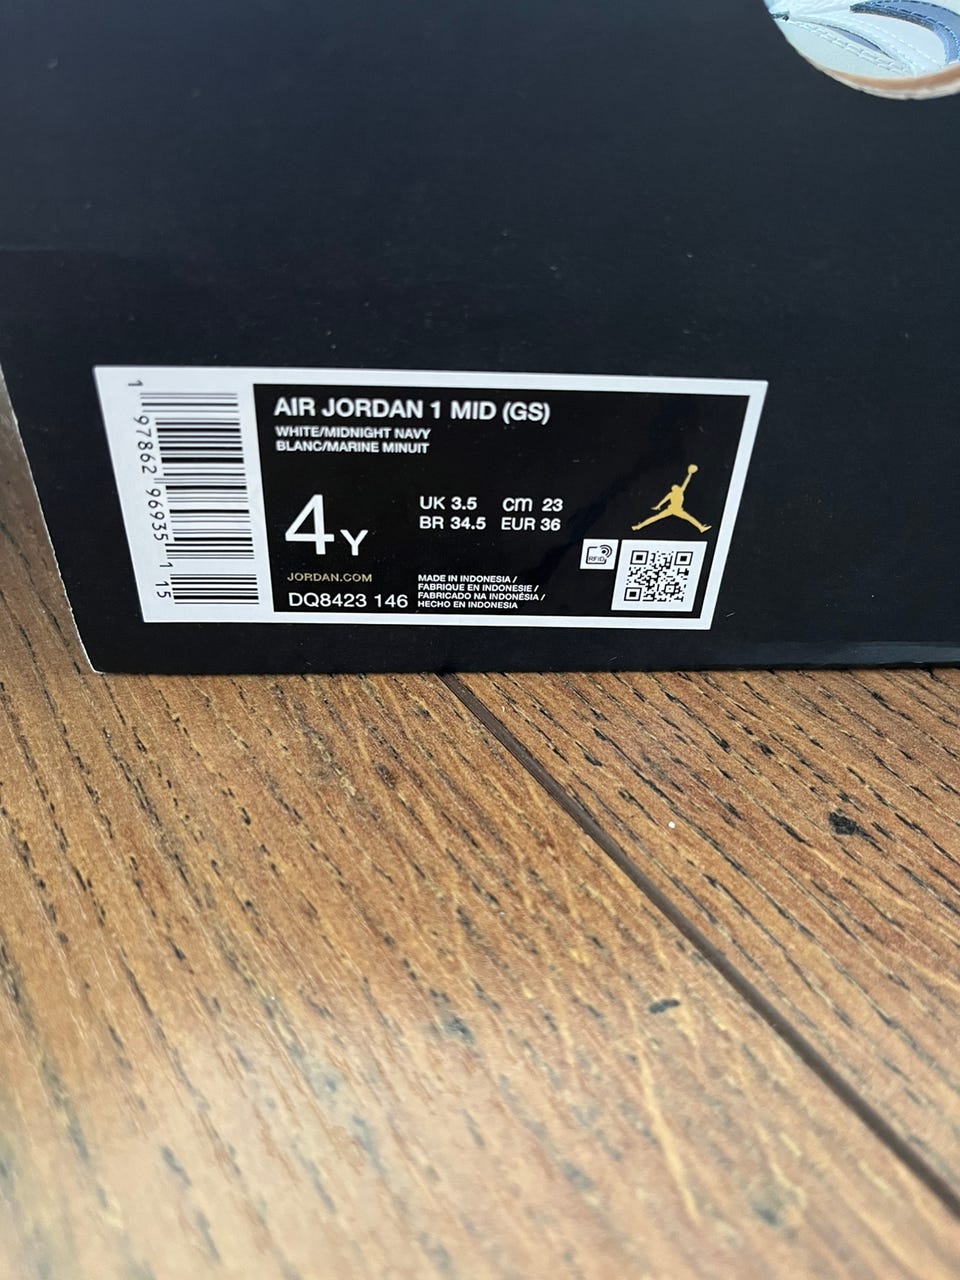 1 97862 96935 1 15
AIR JORDAN 1 MID (GS)
WHITE/MIDNIGHT NAVY
BLANC/MARINE MINUIT
4Y
UK 3.5 cm 23
BR 34.5 EUR 36
RFID
JORDAN.COM
DQ8423 146
MADE IN INDONESIA /
FABRIQUE EN INDONESIE /
FABRICADO NA INDONÉSIA /
HECHO EN INDONESIA